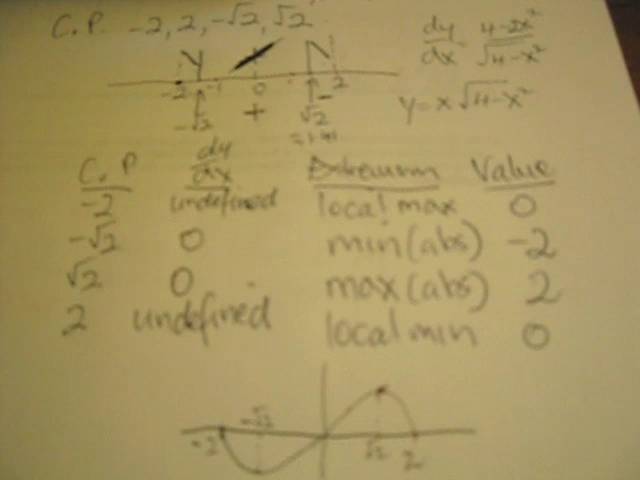 C.P. -2, 2, -√2, √2
dy/dx = 4-2x²/√4-x²
y = x√4-x²
-2 -1 0 2
-√2 + √2 -
C.P dy/dx Extremum Value
-2 undefined local max 0
-√2 0 min(abs) -2
√2 0 max(abs) 2
2 undefined local min 0
-√2
-2 √2 2